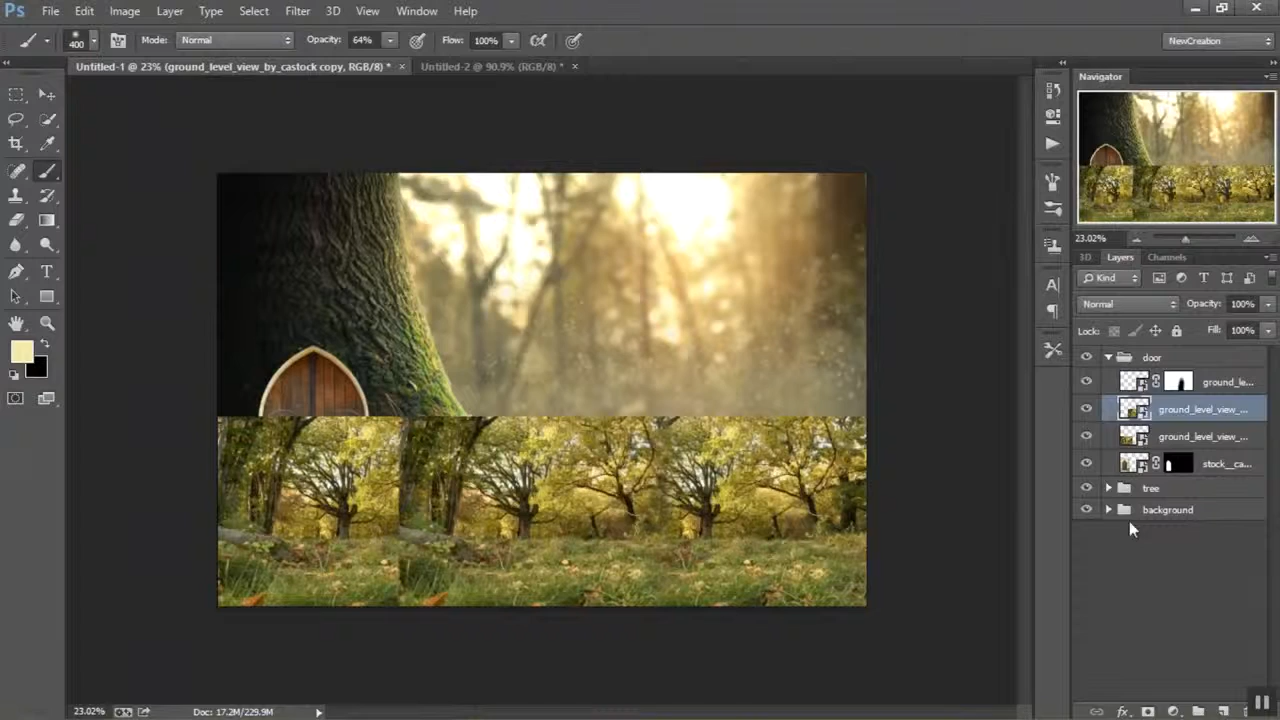 Ps File Edit Image Layer Type Select Filter 3D View Window Help
400 Mode: Normal Opacity: 64% Flow: 100% NewCreation
Untitled-1 @ 23% (ground_level_view_by_castock copy, RGB/8) * × Untitled-2 @ 90.9% (RGB/8) * ×
Navigator
23.02%
3D Layers Channels
Kind T
Normal Opacity: 100%
Lock: Fill: 100%
door
ground_le...
ground_level_view_...
ground_level_view_...
stock__ca...
tree
background
23.02% Doc: 17.2M/229.9M
fx